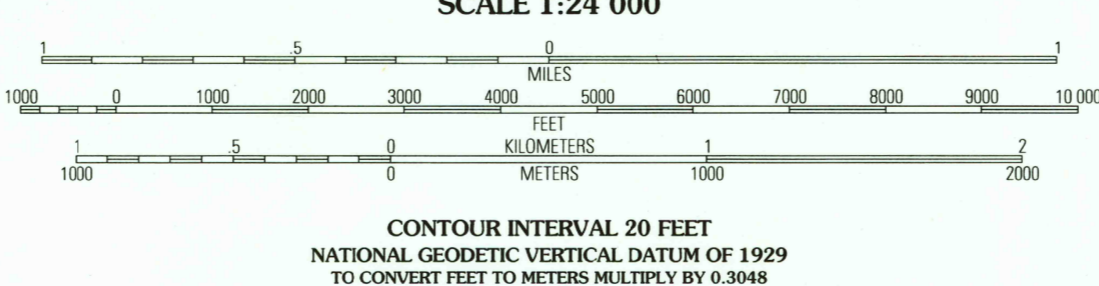 SCALE 1:24 000
1 .5 0 1
MILES
1000 0 1000 2000 3000 4000 5000 6000 7000 8000 9000 10 000
FEET
1 .5 0 KILOMETERS 1 2
1000 0 METERS 1000 2000
CONTOUR INTERVAL 20 FEET
NATIONAL GEODETIC VERTICAL DATUM OF 1929
TO CONVERT FEET TO METERS MULTIPLY BY 0.3048